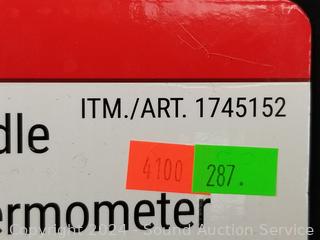 ITM./ART. 1745152
dle
4100 287.
ermometer
Copyright 2024 - Sound Auction Service